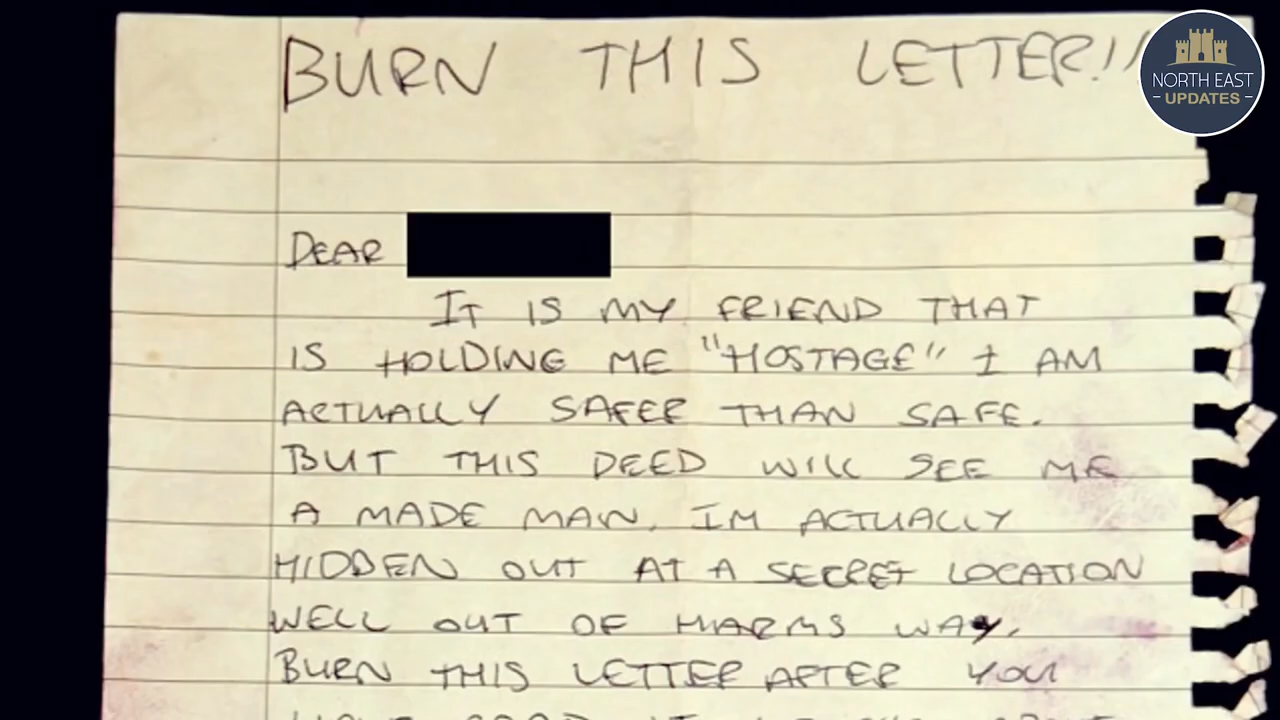 BURN THIS LETTER!!
NORTH EAST
- UPDATES -
DEAR
IT IS MY FRIEND THAT
IS HOLDING ME "HOSTAGE" I AM
ACTUALLY SAFER THAN SAFE.
BUT THIS DEED WILL SEE ME
A MADE MAN. IM ACTUALLY
HIDDEN OUT AT A SECRET LOCATION
WELL OUT OF HARMS WAY.
BURN THIS LETTER AFTER YOU